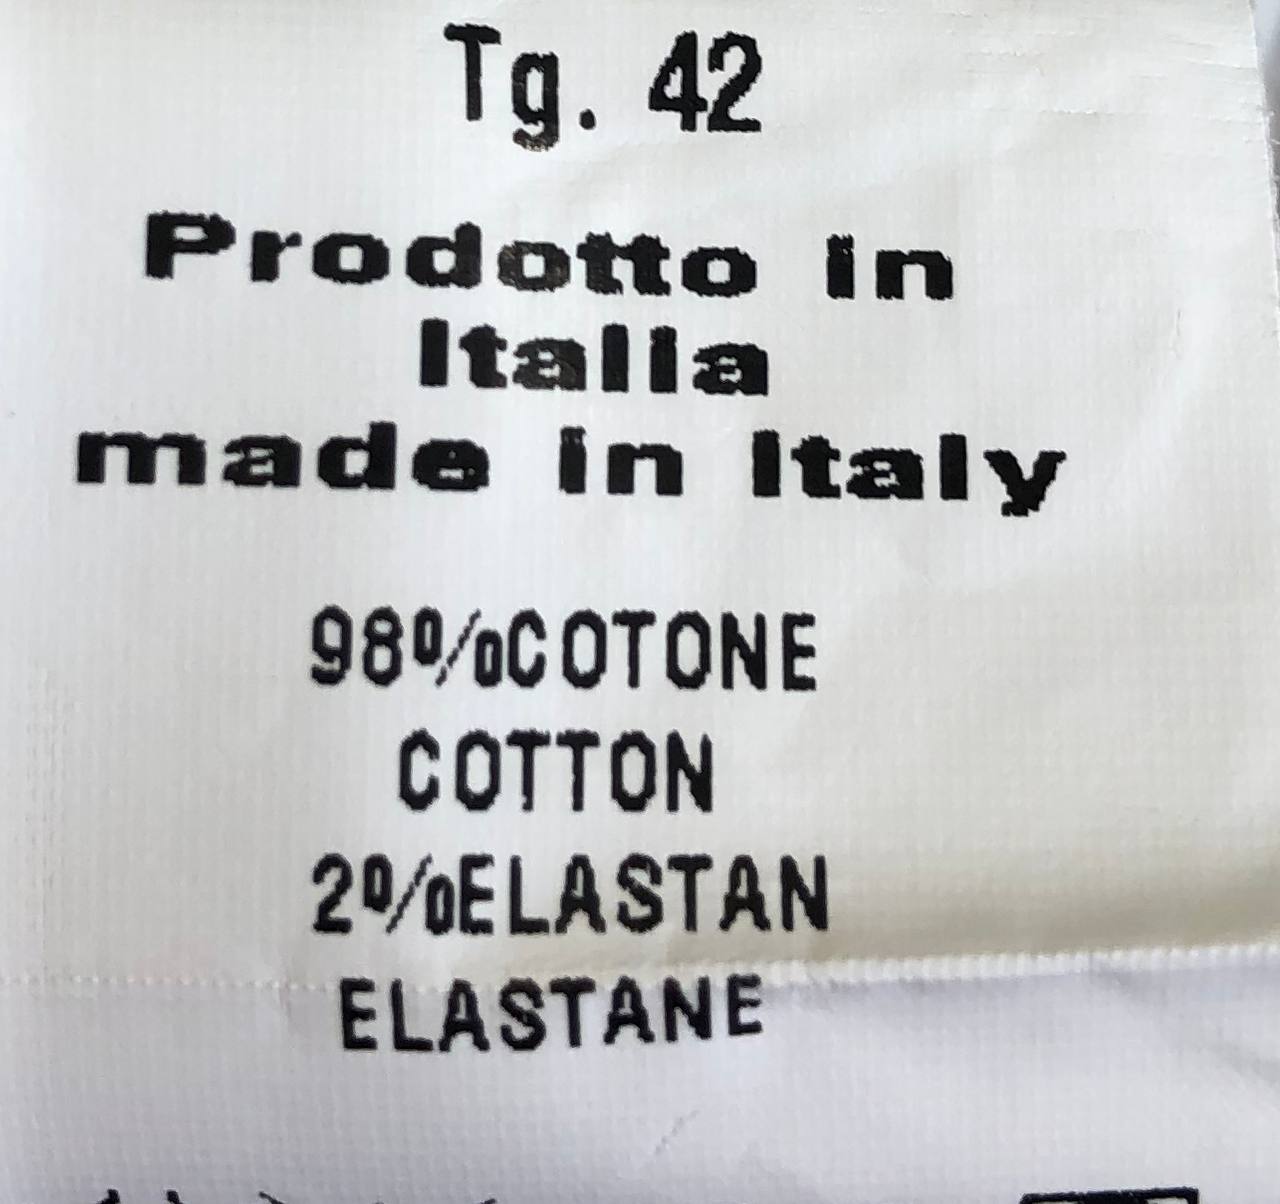 Tg. 42
Prodotto in
Italia
made in Italy
98%COTONE
COTTON
2%ELASTAN
ELASTANE